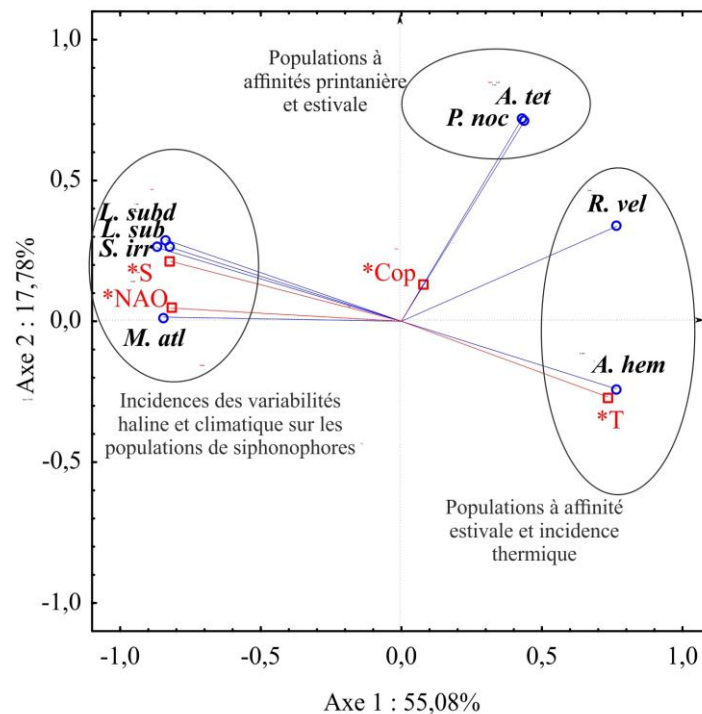 1,0
0,5
0,0
-0,5
-1,0
Axe 2 : 17,78%
Populations à
affinités printanière
et estivale
A. tet
P. noc
R. vel
L. subd
L. sub
S. irr
*S
*NAO
M. atl
*Cop
A. hem
*T
Incidences des variabilités
haline et climatique sur les
populations de siphonophores
Populations à affinité
estivale et incidence
thermique
-1,0
-0,5
0,0
0,5
1,0
Axe 1 : 55,08%